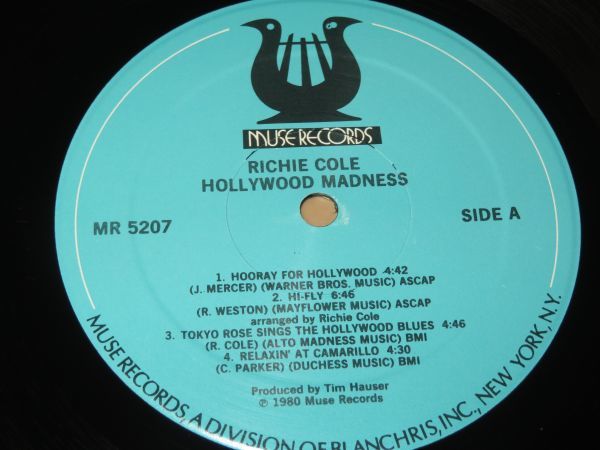 MUSE RECORDS
RICHIE COLE
HOLLYWOOD MADNESS
MR 5207
SIDE A
1. HOORAY FOR HOLLYWOOD 4:42
(J. MERCER) (WARNER BROS. MUSIC) ASCAP
2. HI-FLY 6:46
(R. WESTON) (MAYFLOWER MUSIC) ASCAP
arranged by Richie Cole
3. TOKYO ROSE SINGS THE HOLLYWOOD BLUES 4:46
(R. COLE) (ALTO MADNESS MUSIC) BMI
4. RELAXIN' AT CAMARILLO 4:30
(C. PARKER) (DUCHESS MUSIC) BMI
Produced by Tim Hauser
℗ 1980 Muse Records
MUSE RECORDS, A DIVISION OF BLANCHRIS, INC., NEW YORK, N.Y.